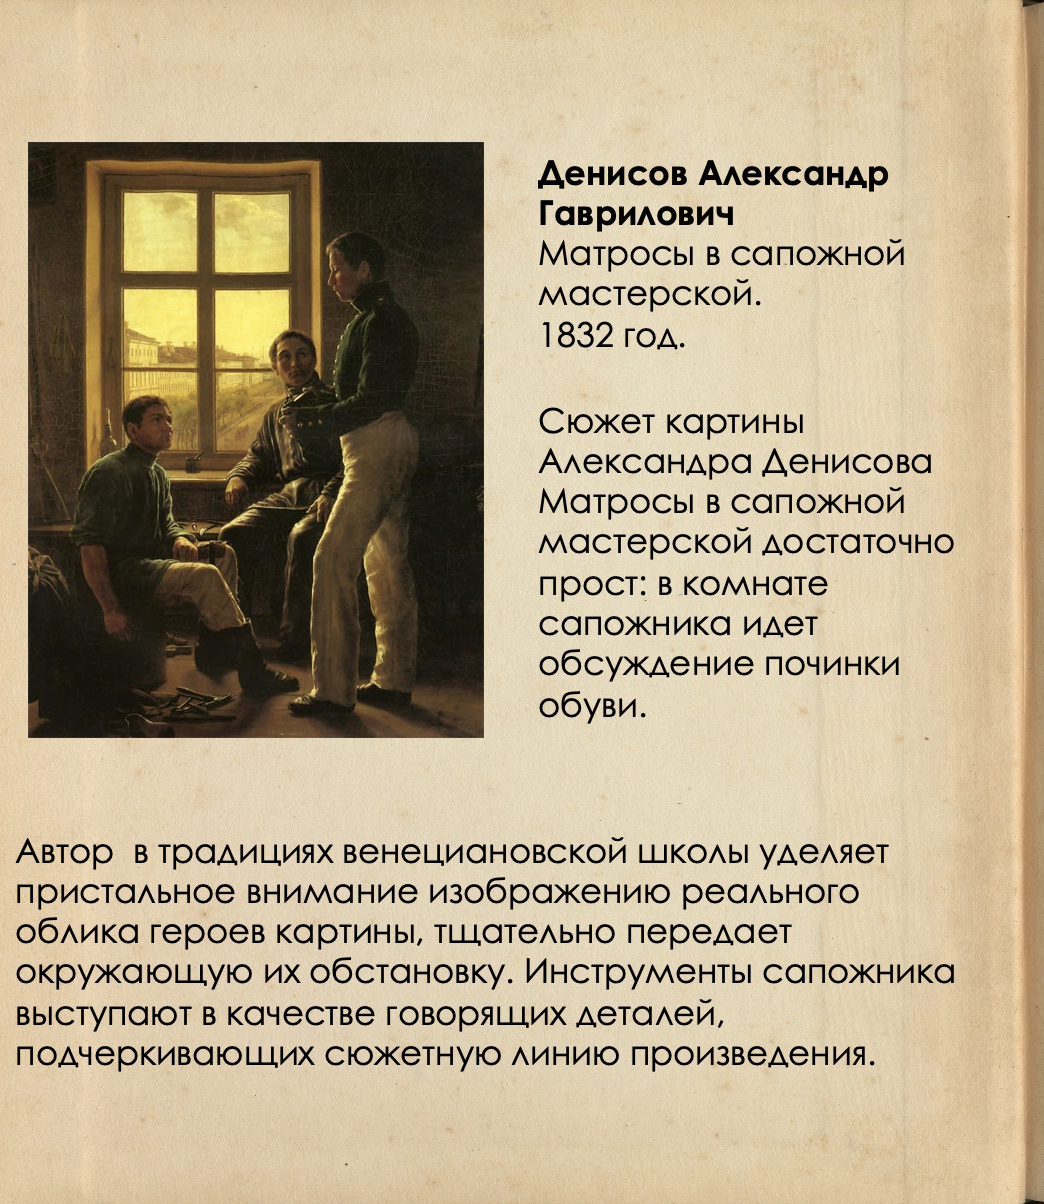 Денисов Александр
Гаврилович
Матросы в сапожной
мастерской.
1832 год.
Сюжет картины
Александра Денисова
Матросы в сапожной
мастерской достаточно
прост: в комнате
сапожника идет
обсуждение починки
обуви.
Автор  в традициях венециановской школы уделяет
пристальное внимание изображению реального
облика героев картины, тщательно передает
окружающую их обстановку. Инструменты сапожника
выступают в качестве говорящих деталей,
подчеркивающих сюжетную линию произведения.